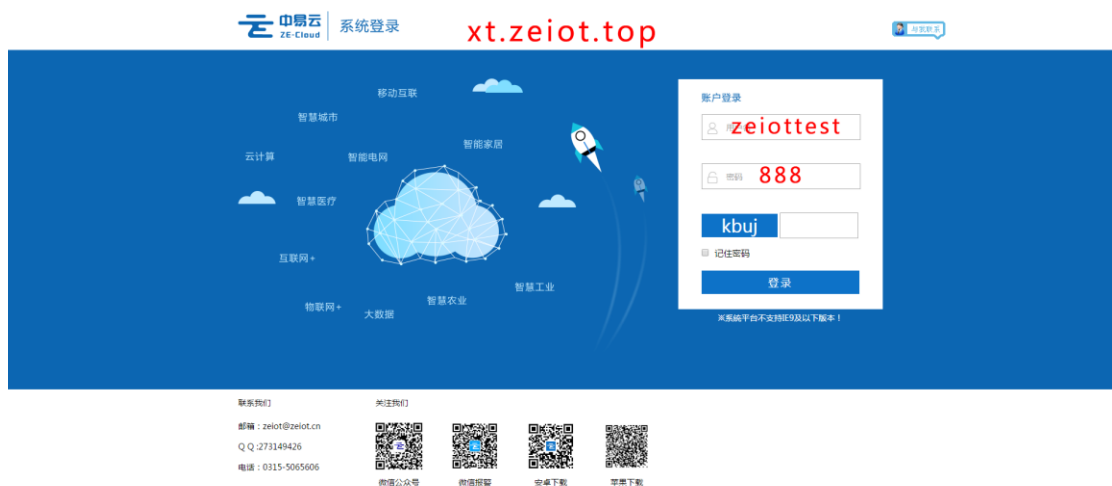 中易云
ZE-Cloud
系统登录
xt.zeiot.top
与我联系
移动互联
智慧城市
智能家居
云计算
智能电网
智慧医疗
互联网+
智慧工业
智慧农业
物联网+
大数据
账户登录
zeiottest
密码
888
kbuj
记住密码
登录
※系统平台不支持IE9及以下版本！
联系我们
邮箱：zeiot@zeiot.cn
Q Q :273149426
电话：0315-5065606
关注我们
微信公众号
微信报警
安卓下载
苹果下载